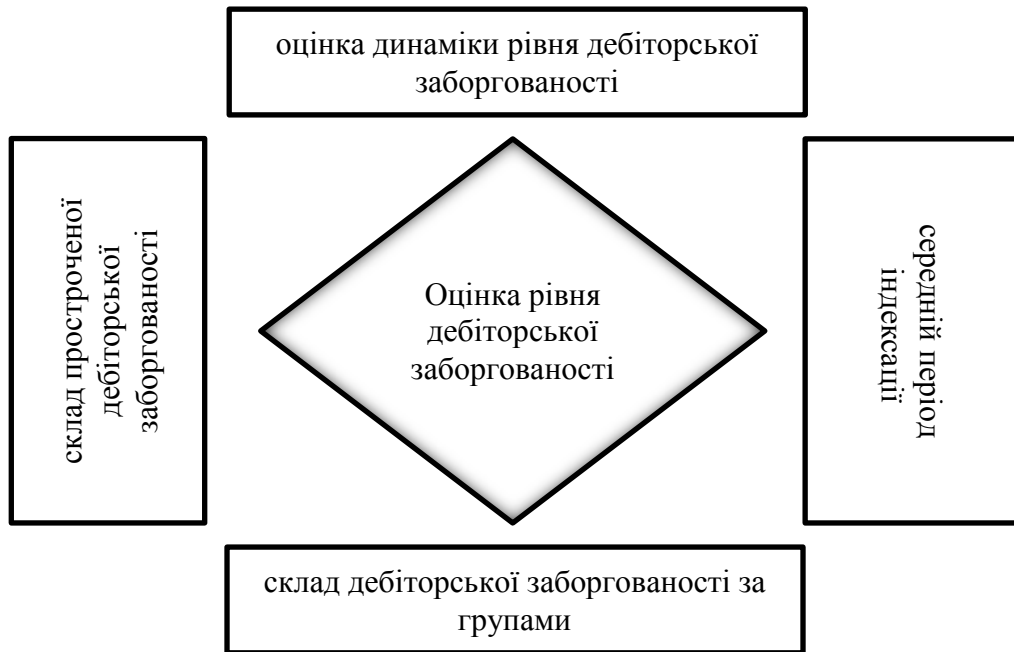 оцінка динаміки рівня дебіторської
заборгованості
склад простроченої
дебіторської
заборгованості
Оцінка рівня
дебіторської
заборгованості
середній період
індексації
склад дебіторської заборгованості за
групами